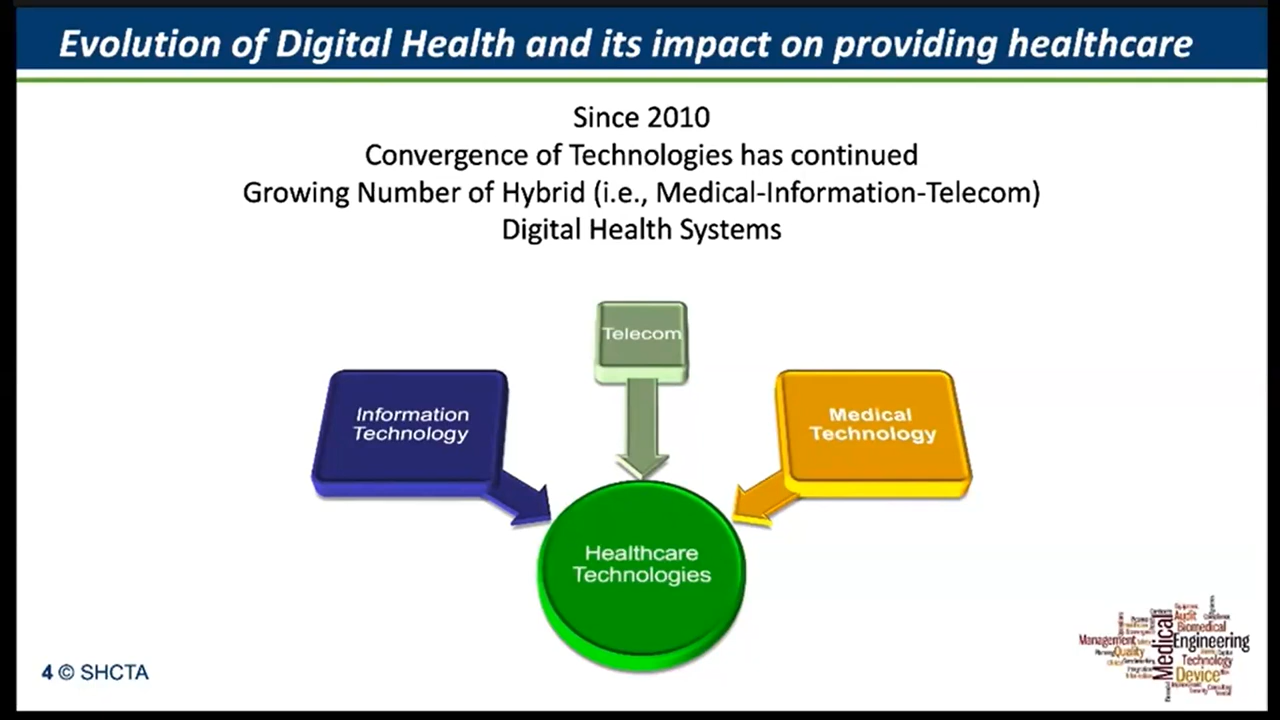 Evolution of Digital Health and its impact on providing healthcare
Since 2010
Convergence of Technologies has continued
Growing Number of Hybrid (i.e., Medical-Information-Telecom)
Digital Health Systems
Telecom
Information
Technology
Medical
Technology
Healthcare
Technologies
4 © SHCTA
Audit
Biomedical
Management
Medical
Engineering
Quality
Technology
Device